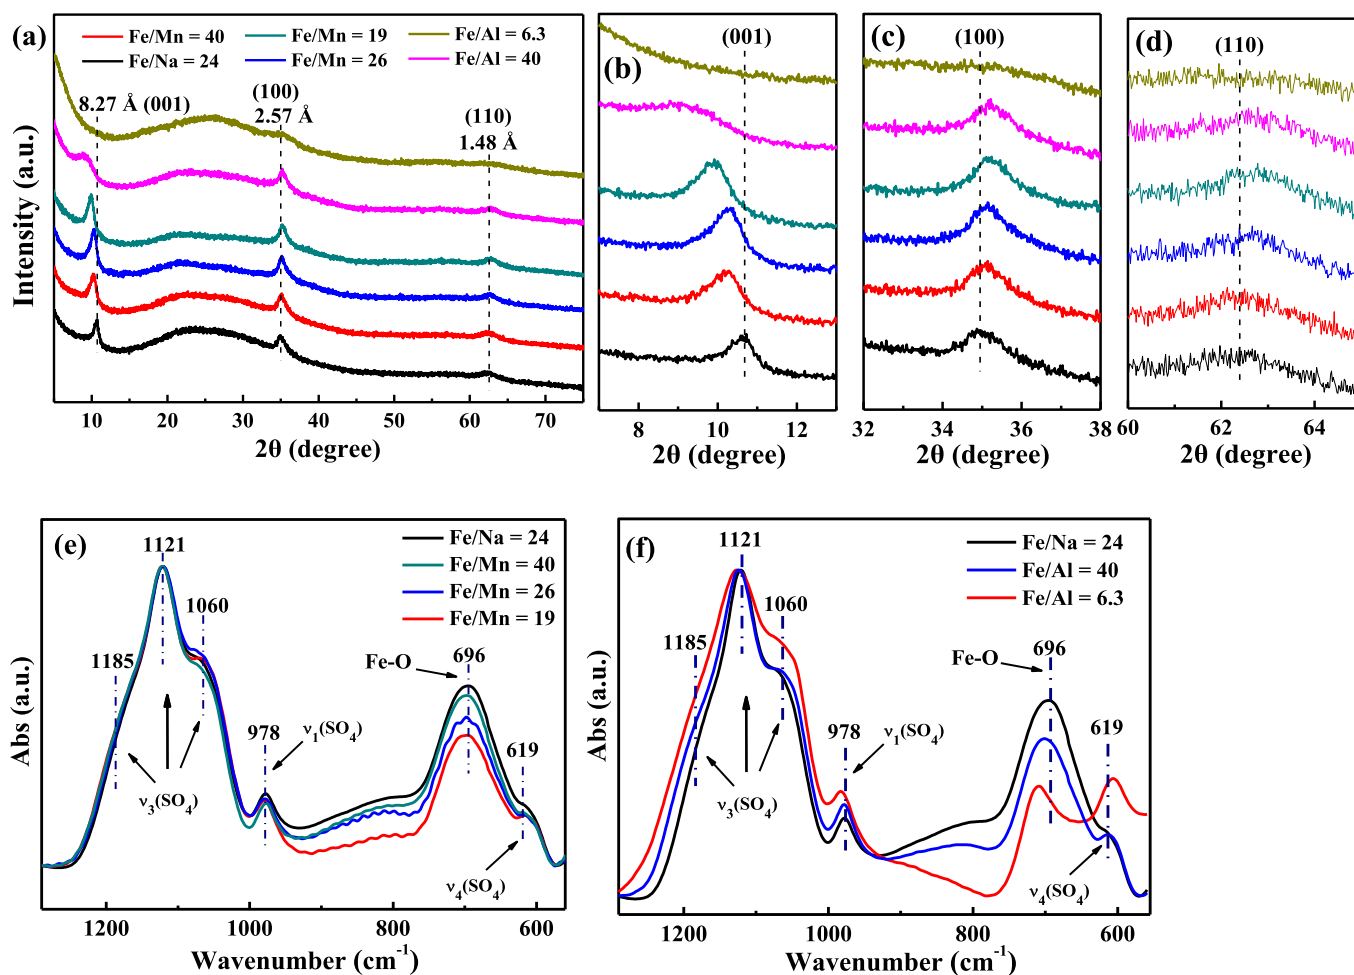 (a)
Fe/Mn = 40
Fe/Mn = 19
Fe/Al = 6.3
Fe/Na = 24
Fe/Mn = 26
Fe/Al = 40
8.27 Å (001)
(100)
2.57 Å
(110)
1.48 Å
Intensity (a.u.)
10 20 30 40 50 60 70
2θ (degree)
(b)
(001)
8 10 12
2θ (degree)
(c)
(100)
32 34 36 38
2θ (degree)
(d)
(110)
60 62 64
2θ (degree)
(e)
1121
Fe/Na = 24
Fe/Mn = 40
Fe/Mn = 26
Fe/Mn = 19
1060
1185
Fe-O
696
978
ν1(SO4)
619
ν3(SO4)
ν4(SO4)
Abs (a.u.)
1200 1000 800 600
Wavenumber (cm⁻¹)
(f)
1121
Fe/Na = 24
Fe/Al = 40
Fe/Al = 6.3
1060
1185
Fe-O
696
978
ν1(SO4)
619
ν3(SO4)
ν4(SO4)
Abs (a.u.)
1200 1000 800 600
Wavenumber (cm⁻¹)